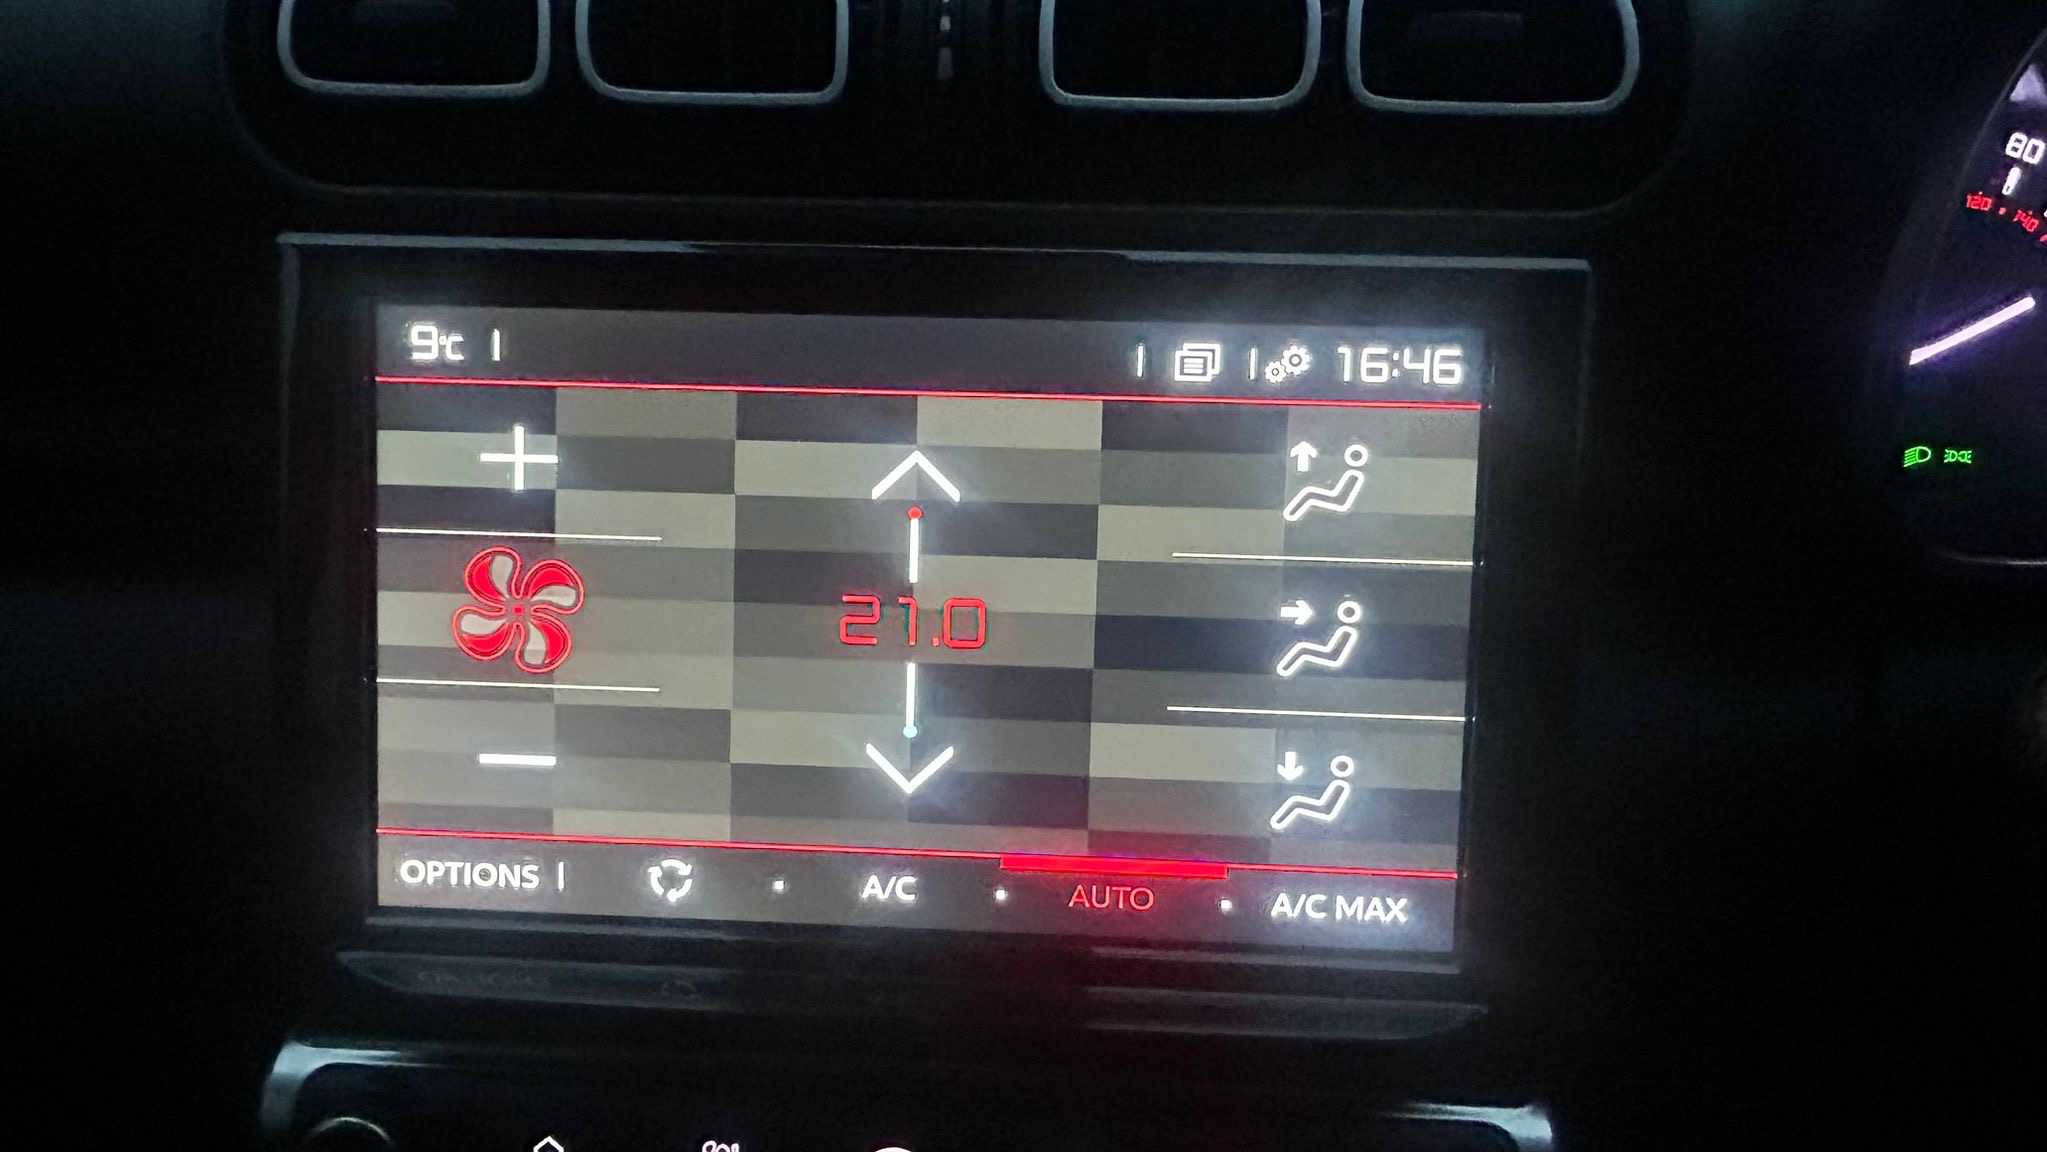 80
120 • 140
9°C
16:46
21.0
OPTIONS
A/C
AUTO
A/C MAX